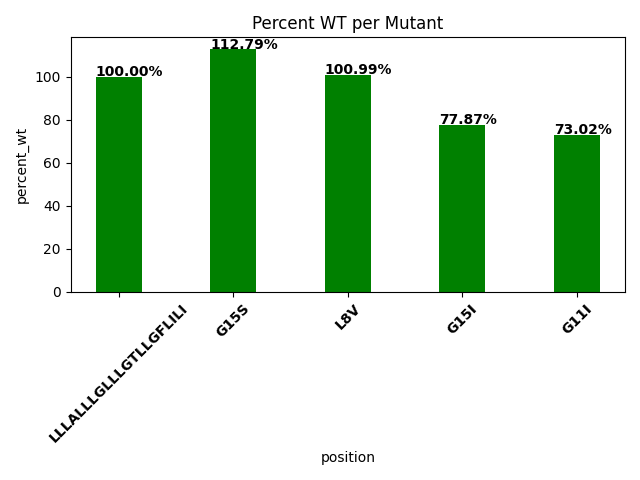 Percent WT per Mutant
percent_wt
100
80
60
40
20
0
100.00%
112.79%
100.99%
77.87%
73.02%
LLLALLLGLLLGTLLGFLILI
G15S
L8V
G15I
G11I
position